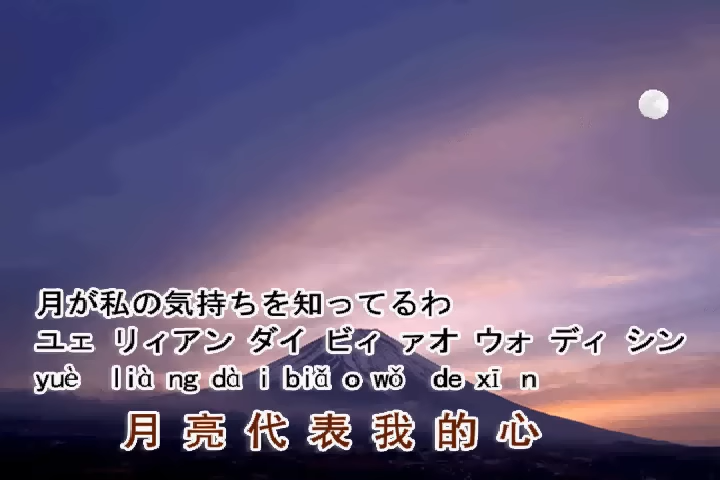 月が私の気持ちを知ってるわ
ユェ リィアン ダイ ビィ ァオ ウォ ディ シン
yuè lià ng dà i biǎ o wǒ de xī n
月 亮 代 表 我 的 心